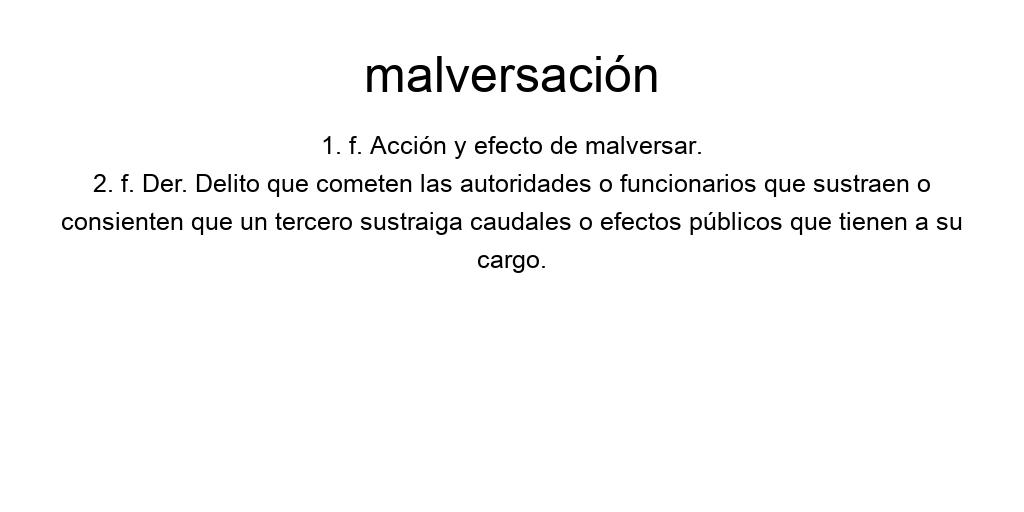 malversación
1. f. Acción y efecto de malversar.
2. f. Der. Delito que cometen las autoridades o funcionarios que sustraen o
consienten que un tercero sustraiga caudales o efectos públicos que tienen a su
cargo.